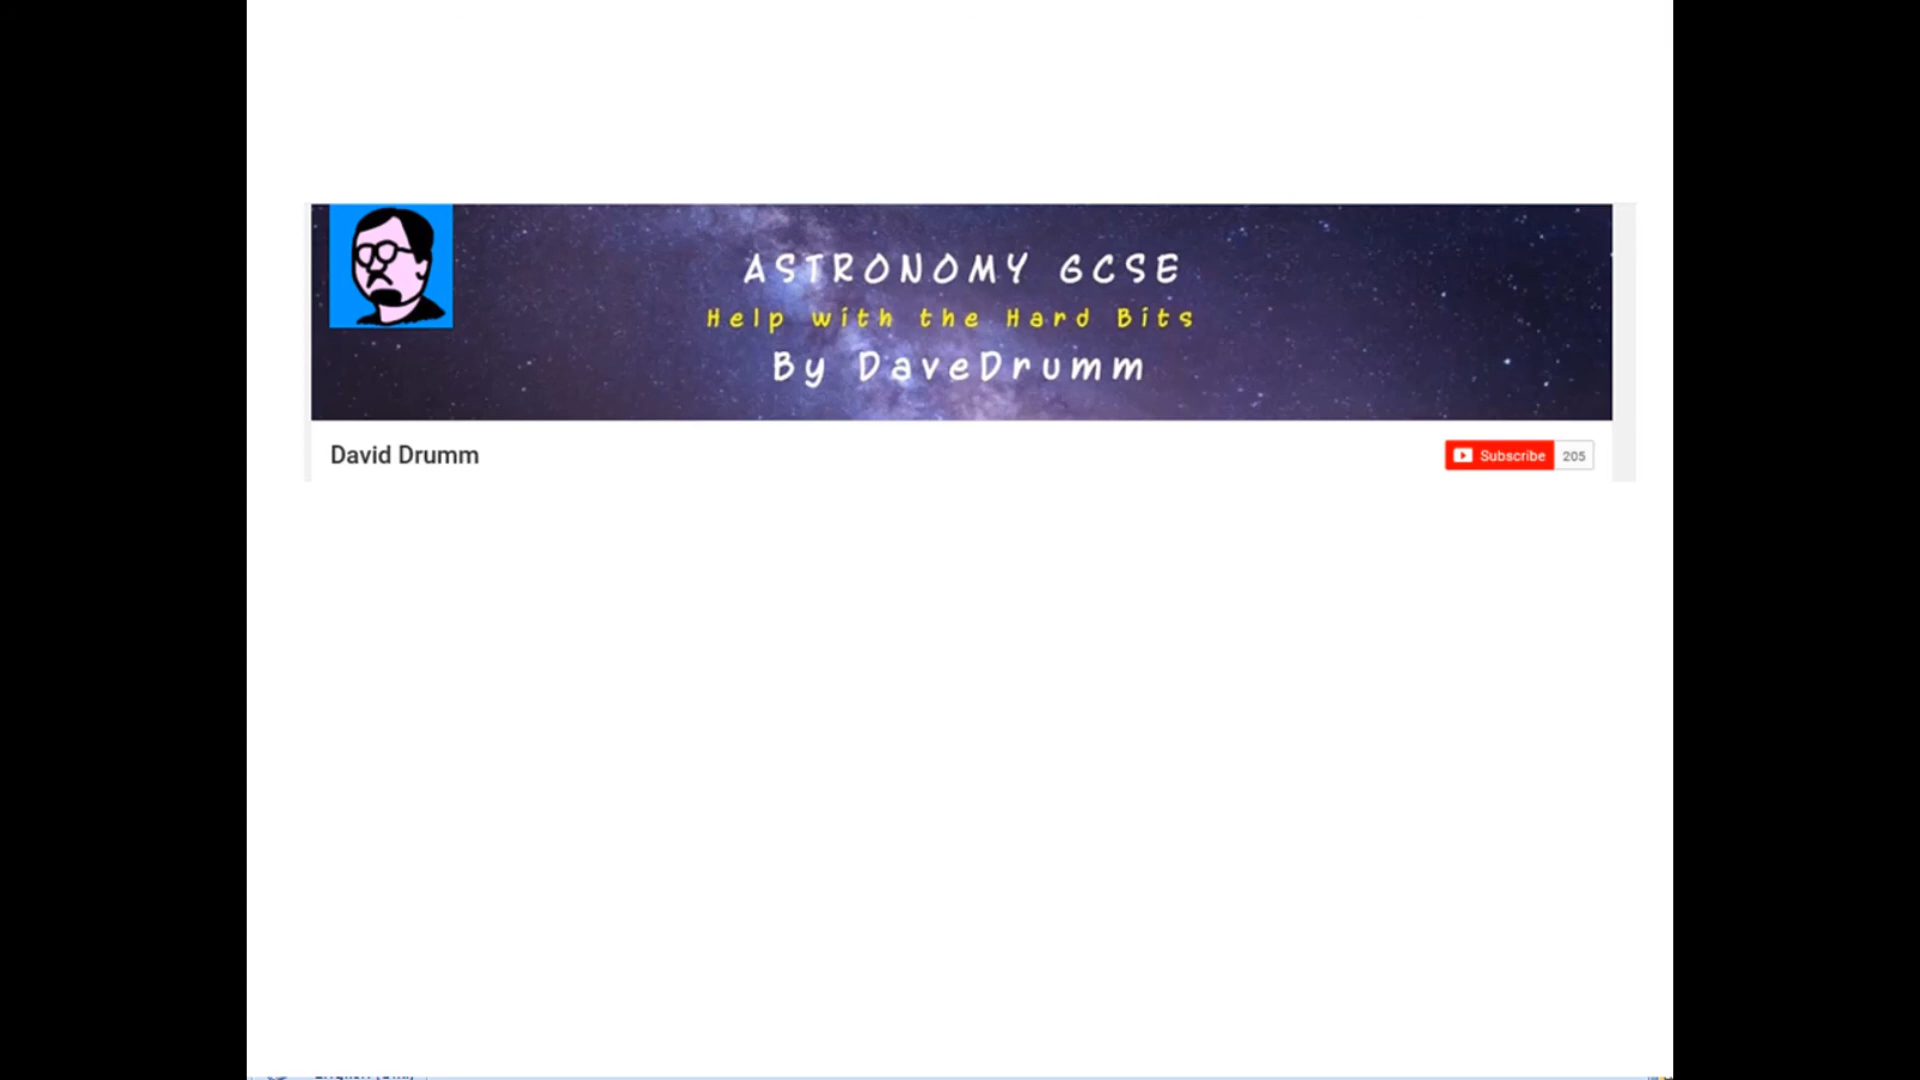 ASTRONOMY GCSE
Help with the Hard Bits
By DaveDrumm
David Drumm
Subscribe 205